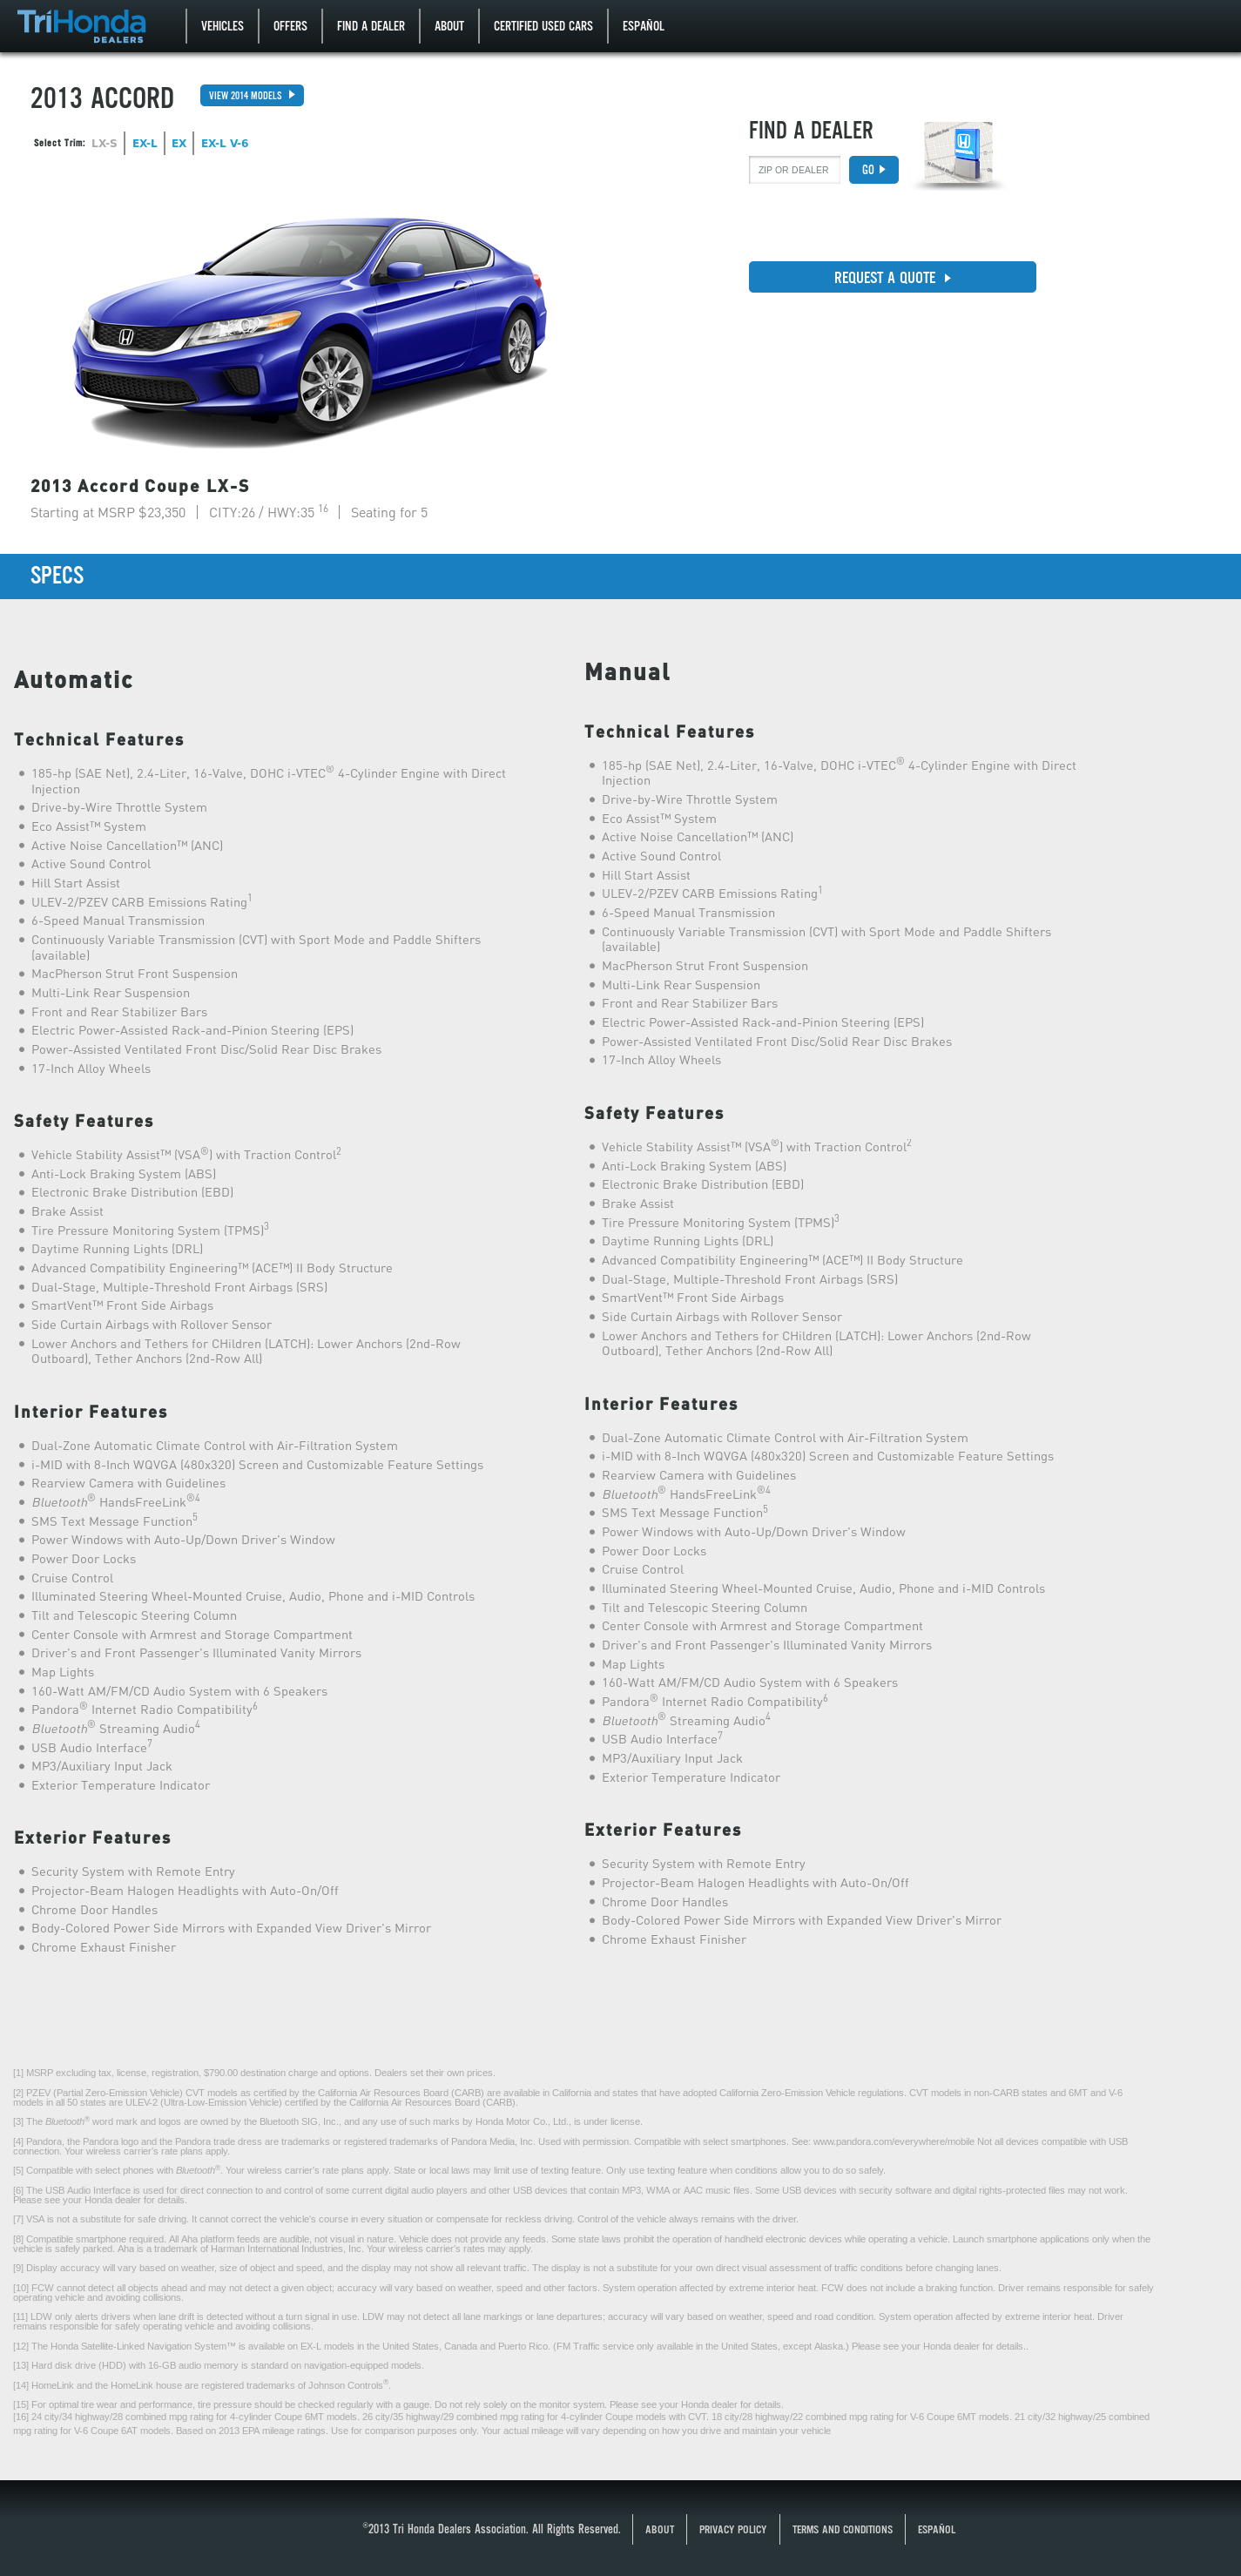 TriHonda
DEALERS
VEHICLES
OFFERS
FIND A DEALER
ABOUT
CERTIFIED USED CARS
ESPAÑOL
2013 ACCORD
VIEW 2014 MODELS
Select Trim: LX-S EX-L EX EX-L V-6
FIND A DEALER
ZIP OR DEALER
GO
REQUEST A QUOTE
2013 Accord Coupe LX-S
Starting at MSRP $23,350 | CITY:26 / HWY:35 16 | Seating for 5
SPECS
Automatic
Technical Features
185-hp (SAE Net), 2.4-Liter, 16-Valve, DOHC i-VTEC® 4-Cylinder Engine with Direct
Injection
Drive-by-Wire Throttle System
Eco Assist™ System
Active Noise Cancellation™ (ANC)
Active Sound Control
Hill Start Assist
ULEV-2/PZEV CARB Emissions Rating1
6-Speed Manual Transmission
Continuously Variable Transmission (CVT) with Sport Mode and Paddle Shifters
(available)
MacPherson Strut Front Suspension
Multi-Link Rear Suspension
Front and Rear Stabilizer Bars
Electric Power-Assisted Rack-and-Pinion Steering (EPS)
Power-Assisted Ventilated Front Disc/Solid Rear Disc Brakes
17-Inch Alloy Wheels
Safety Features
Vehicle Stability Assist™ (VSA®) with Traction Control2
Anti-Lock Braking System (ABS)
Electronic Brake Distribution (EBD)
Brake Assist
Tire Pressure Monitoring System (TPMS)3
Daytime Running Lights (DRL)
Advanced Compatibility Engineering™ (ACE™) II Body Structure
Dual-Stage, Multiple-Threshold Front Airbags (SRS)
SmartVent™ Front Side Airbags
Side Curtain Airbags with Rollover Sensor
Lower Anchors and Tethers for CHildren (LATCH): Lower Anchors (2nd-Row
Outboard), Tether Anchors (2nd-Row All)
Interior Features
Dual-Zone Automatic Climate Control with Air-Filtration System
i-MID with 8-Inch WQVGA (480x320) Screen and Customizable Feature Settings
Rearview Camera with Guidelines
Bluetooth® HandsFreeLink®4
SMS Text Message Function5
Power Windows with Auto-Up/Down Driver's Window
Power Door Locks
Cruise Control
Illuminated Steering Wheel-Mounted Cruise, Audio, Phone and i-MID Controls
Tilt and Telescopic Steering Column
Center Console with Armrest and Storage Compartment
Driver's and Front Passenger's Illuminated Vanity Mirrors
Map Lights
160-Watt AM/FM/CD Audio System with 6 Speakers
Pandora® Internet Radio Compatibility6
Bluetooth® Streaming Audio4
USB Audio Interface7
MP3/Auxiliary Input Jack
Exterior Temperature Indicator
Exterior Features
Security System with Remote Entry
Projector-Beam Halogen Headlights with Auto-On/Off
Chrome Door Handles
Body-Colored Power Side Mirrors with Expanded View Driver's Mirror
Chrome Exhaust Finisher
Manual
Technical Features
185-hp (SAE Net), 2.4-Liter, 16-Valve, DOHC i-VTEC® 4-Cylinder Engine with Direct
Injection
Drive-by-Wire Throttle System
Eco Assist™ System
Active Noise Cancellation™ (ANC)
Active Sound Control
Hill Start Assist
ULEV-2/PZEV CARB Emissions Rating1
6-Speed Manual Transmission
Continuously Variable Transmission (CVT) with Sport Mode and Paddle Shifters
(available)
MacPherson Strut Front Suspension
Multi-Link Rear Suspension
Front and Rear Stabilizer Bars
Electric Power-Assisted Rack-and-Pinion Steering (EPS)
Power-Assisted Ventilated Front Disc/Solid Rear Disc Brakes
17-Inch Alloy Wheels
Safety Features
Vehicle Stability Assist™ (VSA®) with Traction Control2
Anti-Lock Braking System (ABS)
Electronic Brake Distribution (EBD)
Brake Assist
Tire Pressure Monitoring System (TPMS)3
Daytime Running Lights (DRL)
Advanced Compatibility Engineering™ (ACE™) II Body Structure
Dual-Stage, Multiple-Threshold Front Airbags (SRS)
SmartVent™ Front Side Airbags
Side Curtain Airbags with Rollover Sensor
Lower Anchors and Tethers for CHildren (LATCH): Lower Anchors (2nd-Row
Outboard), Tether Anchors (2nd-Row All)
Interior Features
Dual-Zone Automatic Climate Control with Air-Filtration System
i-MID with 8-Inch WQVGA (480x320) Screen and Customizable Feature Settings
Rearview Camera with Guidelines
Bluetooth® HandsFreeLink®4
SMS Text Message Function5
Power Windows with Auto-Up/Down Driver's Window
Power Door Locks
Cruise Control
Illuminated Steering Wheel-Mounted Cruise, Audio, Phone and i-MID Controls
Tilt and Telescopic Steering Column
Center Console with Armrest and Storage Compartment
Driver's and Front Passenger's Illuminated Vanity Mirrors
Map Lights
160-Watt AM/FM/CD Audio System with 6 Speakers
Pandora® Internet Radio Compatibility6
Bluetooth® Streaming Audio4
USB Audio Interface7
MP3/Auxiliary Input Jack
Exterior Temperature Indicator
Exterior Features
Security System with Remote Entry
Projector-Beam Halogen Headlights with Auto-On/Off
Chrome Door Handles
Body-Colored Power Side Mirrors with Expanded View Driver's Mirror
Chrome Exhaust Finisher
[1] MSRP excluding tax, license, registration, $790.00 destination charge and options. Dealers set their own prices.
[2] PZEV (Partial Zero-Emission Vehicle) CVT models as certified by the California Air Resources Board (CARB) are available in California and states that have adopted California Zero-Emission Vehicle regulations. CVT models in non-CARB states and 6MT and V-6
models in all 50 states are ULEV-2 (Ultra-Low-Emission Vehicle) certified by the California Air Resources Board (CARB).
[3] The Bluetooth® word mark and logos are owned by the Bluetooth SIG, Inc., and any use of such marks by Honda Motor Co., Ltd., is under license.
[4] Pandora, the Pandora logo and the Pandora trade dress are trademarks or registered trademarks of Pandora Media, Inc. Used with permission. Compatible with select smartphones. See: www.pandora.com/everywhere/mobile Not all devices compatible with USB
connection. Your wireless carrier's rate plans apply.
[5] Compatible with select phones with Bluetooth®. Your wireless carrier's rate plans apply. State or local laws may limit use of texting feature. Only use texting feature when conditions allow you to do so safely.
[6] The USB Audio Interface is used for direct connection to and control of some current digital audio players and other USB devices that contain MP3, WMA or AAC music files. Some USB devices with security software and digital rights-protected files may not work.
Please see your Honda dealer for details.
[7] VSA is not a substitute for safe driving. It cannot correct the vehicle's course in every situation or compensate for reckless driving. Control of the vehicle always remains with the driver.
[8] Compatible smartphone required. All Aha platform feeds are audible, not visual in nature. Vehicle does not provide any feeds. Some state laws prohibit the operation of handheld electronic devices while operating a vehicle. Launch smartphone applications only when the
vehicle is safely parked. Aha is a trademark of Harman International Industries, Inc. Your wireless carrier's rates may apply.
[9] Display accuracy will vary based on weather, size of object and speed, and the display may not show all relevant traffic. The display is not a substitute for your own direct visual assessment of traffic conditions before changing lanes.
[10] FCW cannot detect all objects ahead and may not detect a given object; accuracy will vary based on weather, speed and other factors. System operation affected by extreme interior heat. FCW does not include a braking function. Driver remains responsible for safely
operating vehicle and avoiding collisions.
[11] LDW only alerts drivers when lane drift is detected without a turn signal in use. LDW may not detect all lane markings or lane departures; accuracy will vary based on weather, speed and road condition. System operation affected by extreme interior heat. Driver
remains responsible for safely operating vehicle and avoiding collisions.
[12] The Honda Satellite-Linked Navigation System™ is available on EX-L models in the United States, Canada and Puerto Rico. (FM Traffic service only available in the United States, except Alaska.) Please see your Honda dealer for details..
[13] Hard disk drive (HDD) with 16-GB audio memory is standard on navigation-equipped models.
[14] HomeLink and the HomeLink house are registered trademarks of Johnson Controls®.
[15] For optimal tire wear and performance, tire pressure should be checked regularly with a gauge. Do not rely solely on the monitor system. Please see your Honda dealer for details.
[16] 24 city/34 highway/28 combined mpg rating for 4-cylinder Coupe 6MT models. 26 city/35 highway/29 combined mpg rating for 4-cylinder Coupe models with CVT. 18 city/28 highway/22 combined mpg rating for V-6 Coupe 6MT models. 21 city/32 highway/25 combined
mpg rating for V-6 Coupe 6AT models. Based on 2013 EPA mileage ratings. Use for comparison purposes only. Your actual mileage will vary depending on how you drive and maintain your vehicle
©2013 Tri Honda Dealers Association. All Rights Reserved.
ABOUT
PRIVACY POLICY
TERMS AND CONDITIONS
ESPAÑOL